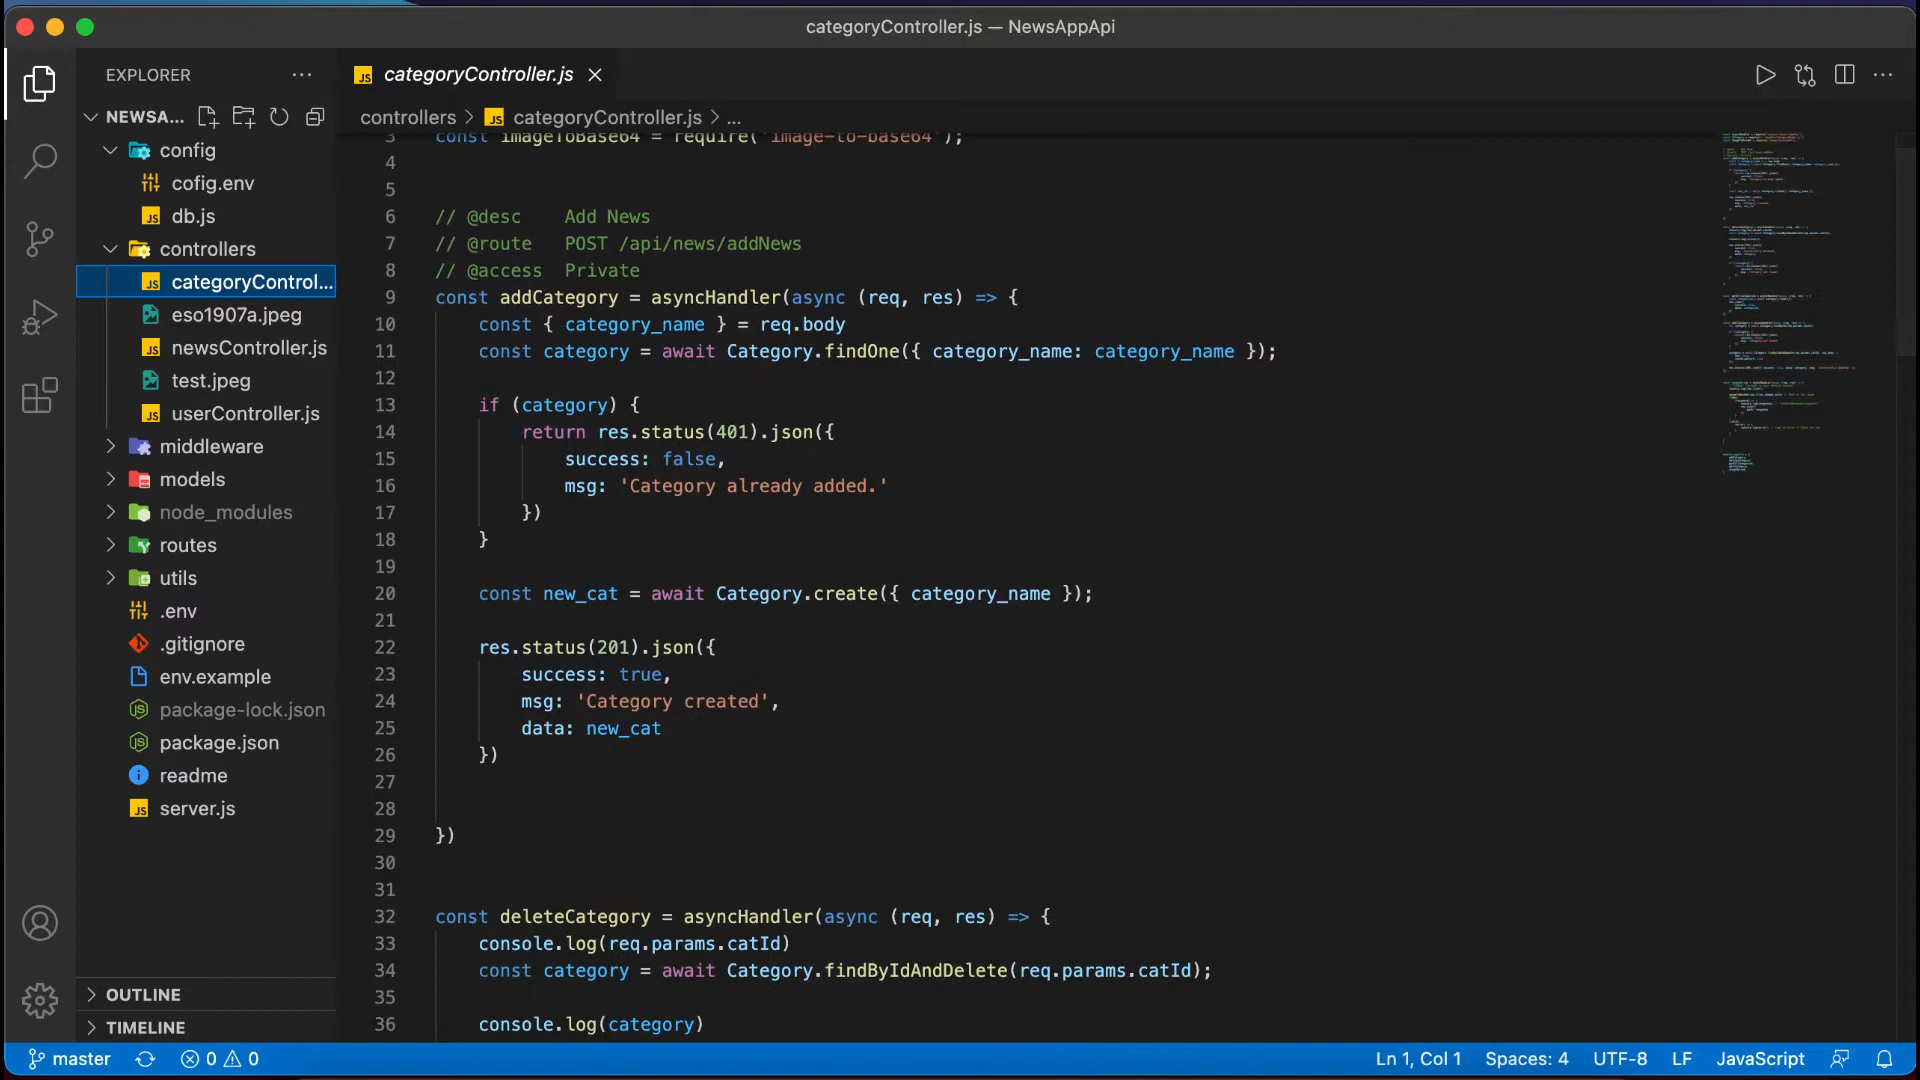 categoryController.js — NewsAppApi
EXPLORER
categoryController.js
NEWSA...
controllers > categoryController.js > ...
config
cofig.env
db.js
controllers
categoryControl...
eso1907a.jpeg
newsController.js
test.jpeg
userController.js
middleware
models
node_modules
routes
utils
.env
.gitignore
env.example
package-lock.json
package.json
readme
server.js
OUTLINE
TIMELINE
3 const imageToBase64 = require('image-to-base64');
4
5
6 // @desc    Add News
7 // @route   POST /api/news/addNews
8 // @access  Private
9 const addCategory = asyncHandler(async (req, res) => {
10     const { category_name } = req.body
11     const category = await Category.findOne({ category_name: category_name });
12
13     if (category) {
14         return res.status(401).json({
15             success: false,
16             msg: 'Category already added.'
17         })
18     }
19
20     const new_cat = await Category.create({ category_name });
21
22     res.status(201).json({
23         success: true,
24         msg: 'Category created',
25         data: new_cat
26     })
27
28
29 })
30
31
32 const deleteCategory = asyncHandler(async (req, res) => {
33     console.log(req.params.catId)
34     const category = await Category.findByIdAndDelete(req.params.catId);
35
36     console.log(category)
master 0 0 Ln 1, Col 1 Spaces: 4 UTF-8 LF JavaScript